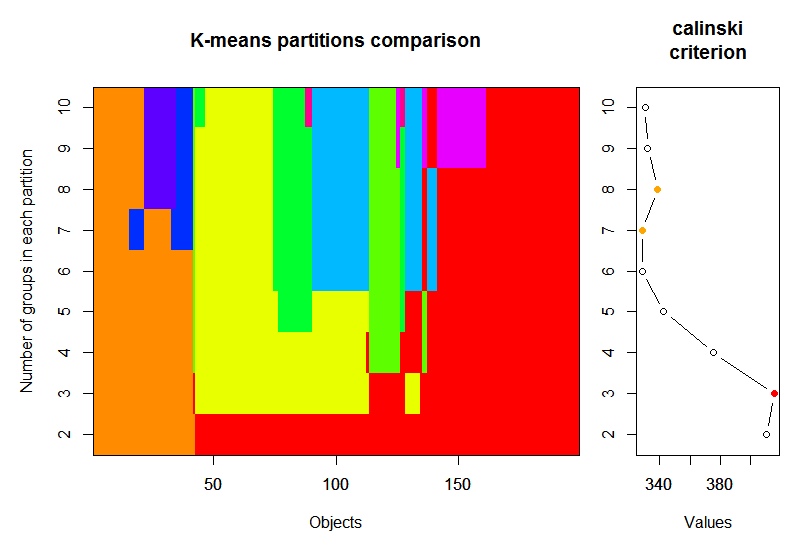 K-means partitions comparison
calinski
criterion
Number of groups in each partition
10
9
8
7
6
5
4
3
2
50 100 150
Objects
10
9
8
7
6
5
4
3
2
340 380
Values